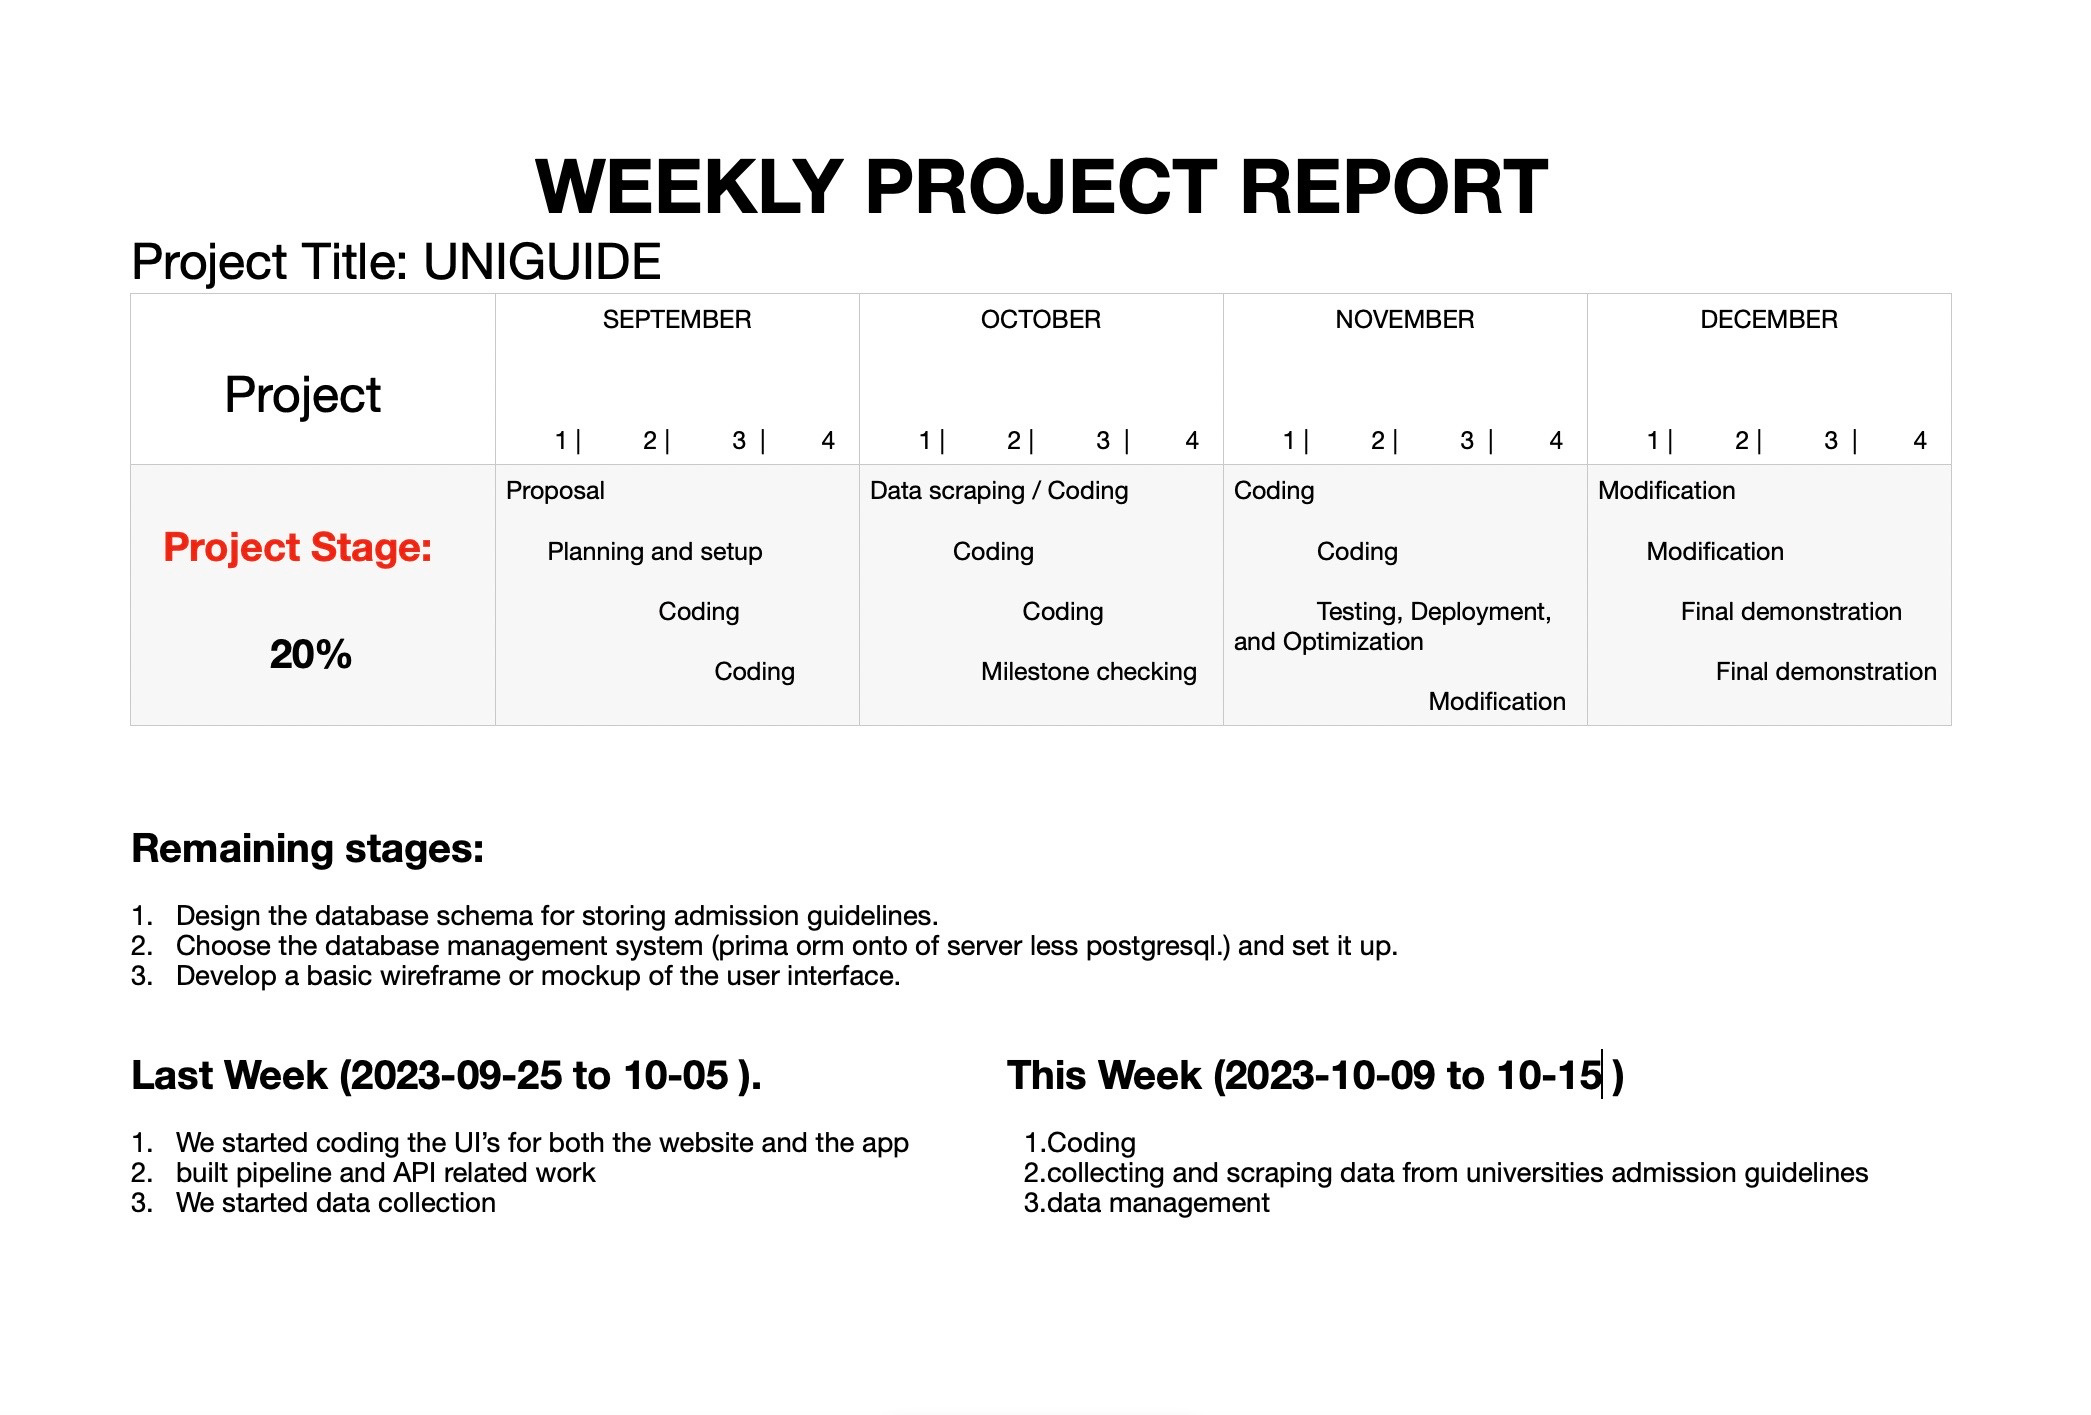 WEEKLY PROJECT REPORT
Project Title: UNIGUIDE
Project
SEPTEMBER
1 | 2 | 3 | 4
OCTOBER
1 | 2 | 3 | 4
NOVEMBER
1 | 2 | 3 | 4
DECEMBER
1 | 2 | 3 | 4
Project Stage:
20%
Proposal
Planning and setup
Coding
Coding
Data scraping / Coding
Coding
Coding
Milestone checking
Coding
Coding
Testing, Deployment,
and Optimization
Modification
Modification
Modification
Final demonstration
Final demonstration
Remaining stages:
1. Design the database schema for storing admission guidelines.
2. Choose the database management system (prima orm onto of server less postgresql.) and set it up.
3. Develop a basic wireframe or mockup of the user interface.
Last Week (2023-09-25 to 10-05 ).
1. We started coding the UI’s for both the website and the app
2. built pipeline and API related work
3. We started data collection
This Week (2023-10-09 to 10-15 )
1.Coding
2.collecting and scraping data from universities admission guidelines
3.data management